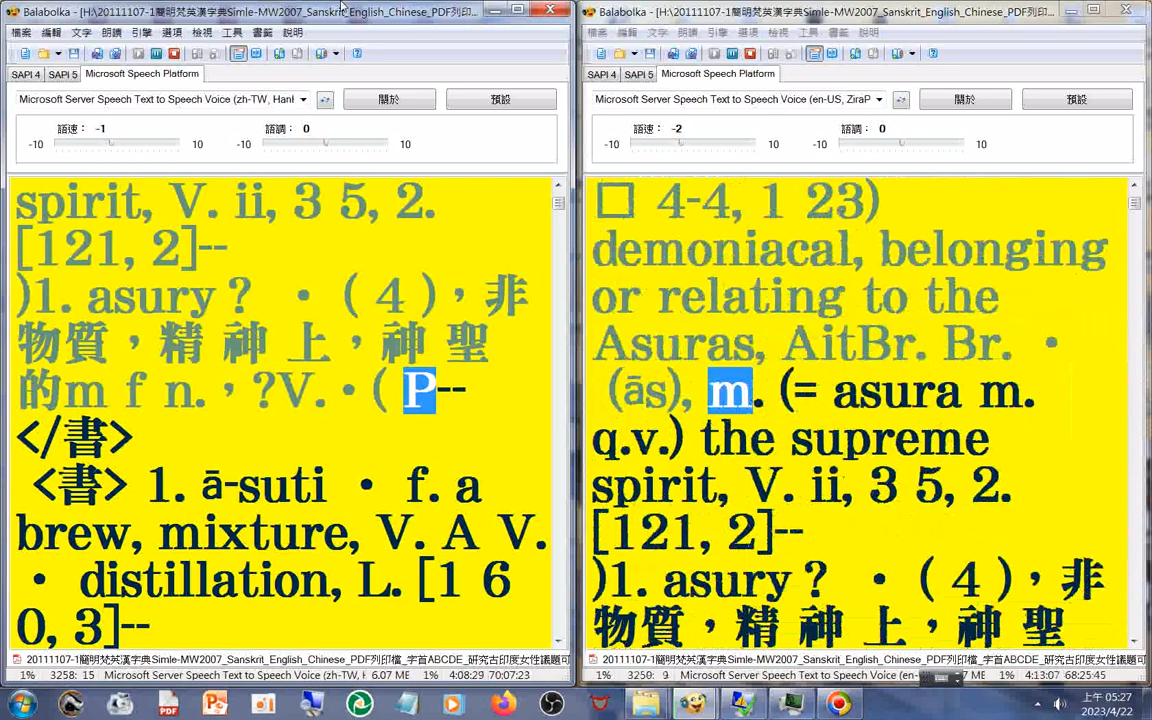 Balabolka - [H:\20111107-1簡明梵英漢字典Simle-MW2007_Sanskrit_English_Chinese_PDF列印...
檔案 編輯 文字 朗讀 引擎 選項 檢視 工具 書籤 說明
SAPI 4 SAPI 5 Microsoft Speech Platform
Microsoft Server Speech Text to Speech Voice (zh-TW, Hanl
關於 預設
語速: -1 語調: 0
-10 10 -10 10
spirit, V. ii, 3 5, 2.
[121, 2]--
)1. asury? • (4),非
物質,精 神 上,神 聖
的m f n. ,?V. • ( P--
</書>
<書> 1. ā-suti • f. a
brew, mixture, V. A V.
• distillation, L. [1 6
0, 3]--
20111107-1簡明梵英漢字典Simle-MW2007_Sanskrit_English_Chinese_PDF列印檔_字首ABCDE_研究古印度女性議題可
1% 3258: 15 Microsoft Server Speech Text to Speech Voice (zh-TW, H 6.07 ME 1% 4:08:29 70:07:23
Balabolka - [H:\20111107-1簡明梵英漢字典Simle-MW2007_Sanskrit_English_Chinese_PDF列印...
檔案 編輯 文字 朗讀 引擎 選項 檢視 工具 書籤 說明
SAPI 4 SAPI 5 Microsoft Speech Platform
Microsoft Server Speech Text to Speech Voice (en-US, ZiraP
關於 預設
語速: -2 語調: 0
-10 10 -10 10
□ 4-4, 1 23)
demoniacal, belonging
or relating to the
Asuras, AitBr. Br. •
(ās), m. (= asura m.
q.v.) the supreme
spirit, V. ii, 3 5, 2.
[121, 2]--
)1. asury? • (4),非
物質,精 神 上,神 聖
20111107-1簡明梵英漢字典Simle-MW2007_Sanskrit_English_Chinese_PDF列印檔_字首ABCDE_研究古印度女性議題可
1% 3259: 9 Microsoft Server Speech Text to Speech Voice (en- 1% 4:13:07 68:25:45
PDF
上午 05:27
2023/4/22